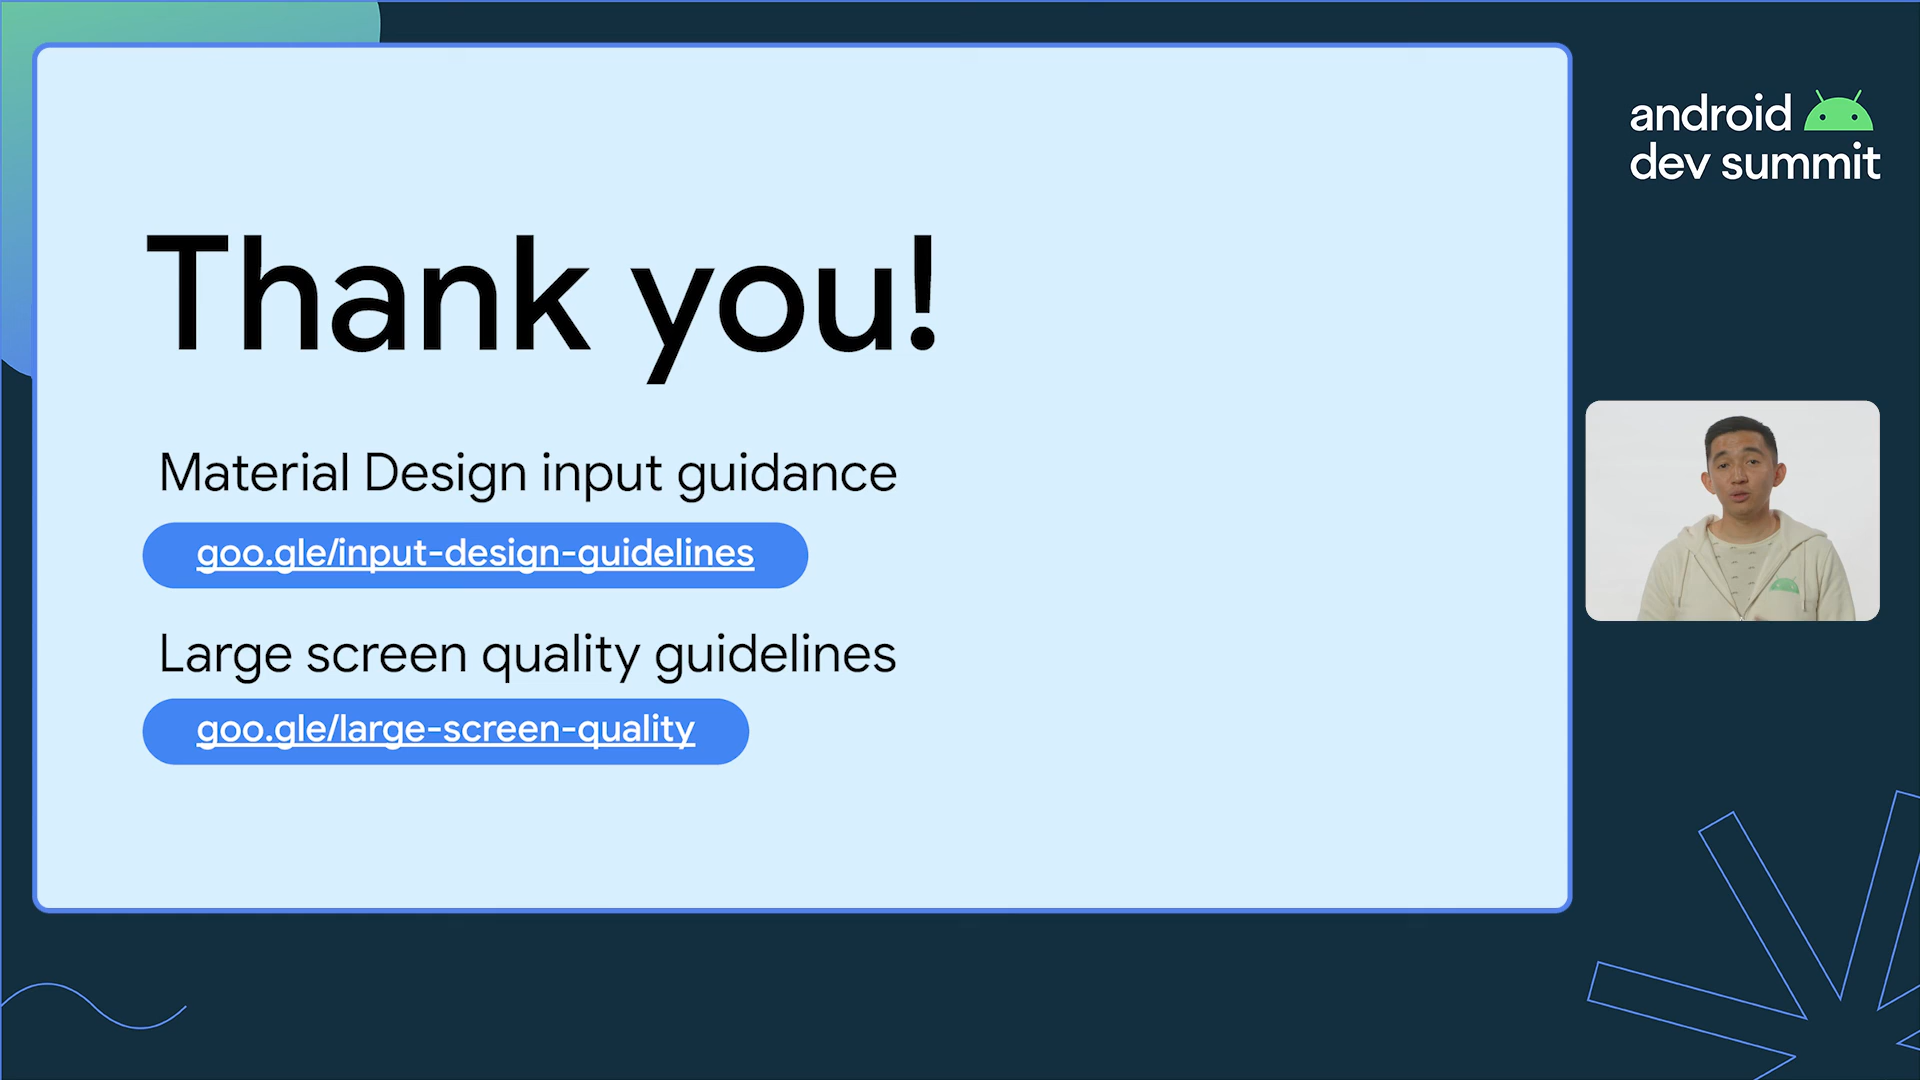 Thank you!
Material Design input guidance
goo.gle/input-design-guidelines
Large screen quality guidelines
goo.gle/large-screen-quality
android
dev summit